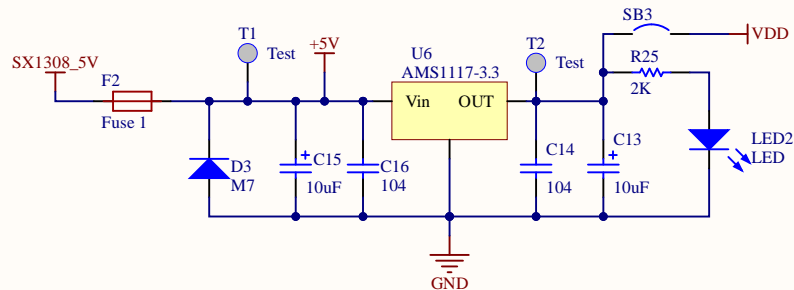 SB3
T1
T2
VDD
+5V
U6
Test
Test
R25
SX1308_5V
F2
AMS1117-3.3
2K
Vin
OUT
Fuse 1
LED2
LED
D3
M7
C15
10uF
C16
104
C14
104
C13
10uF
GND